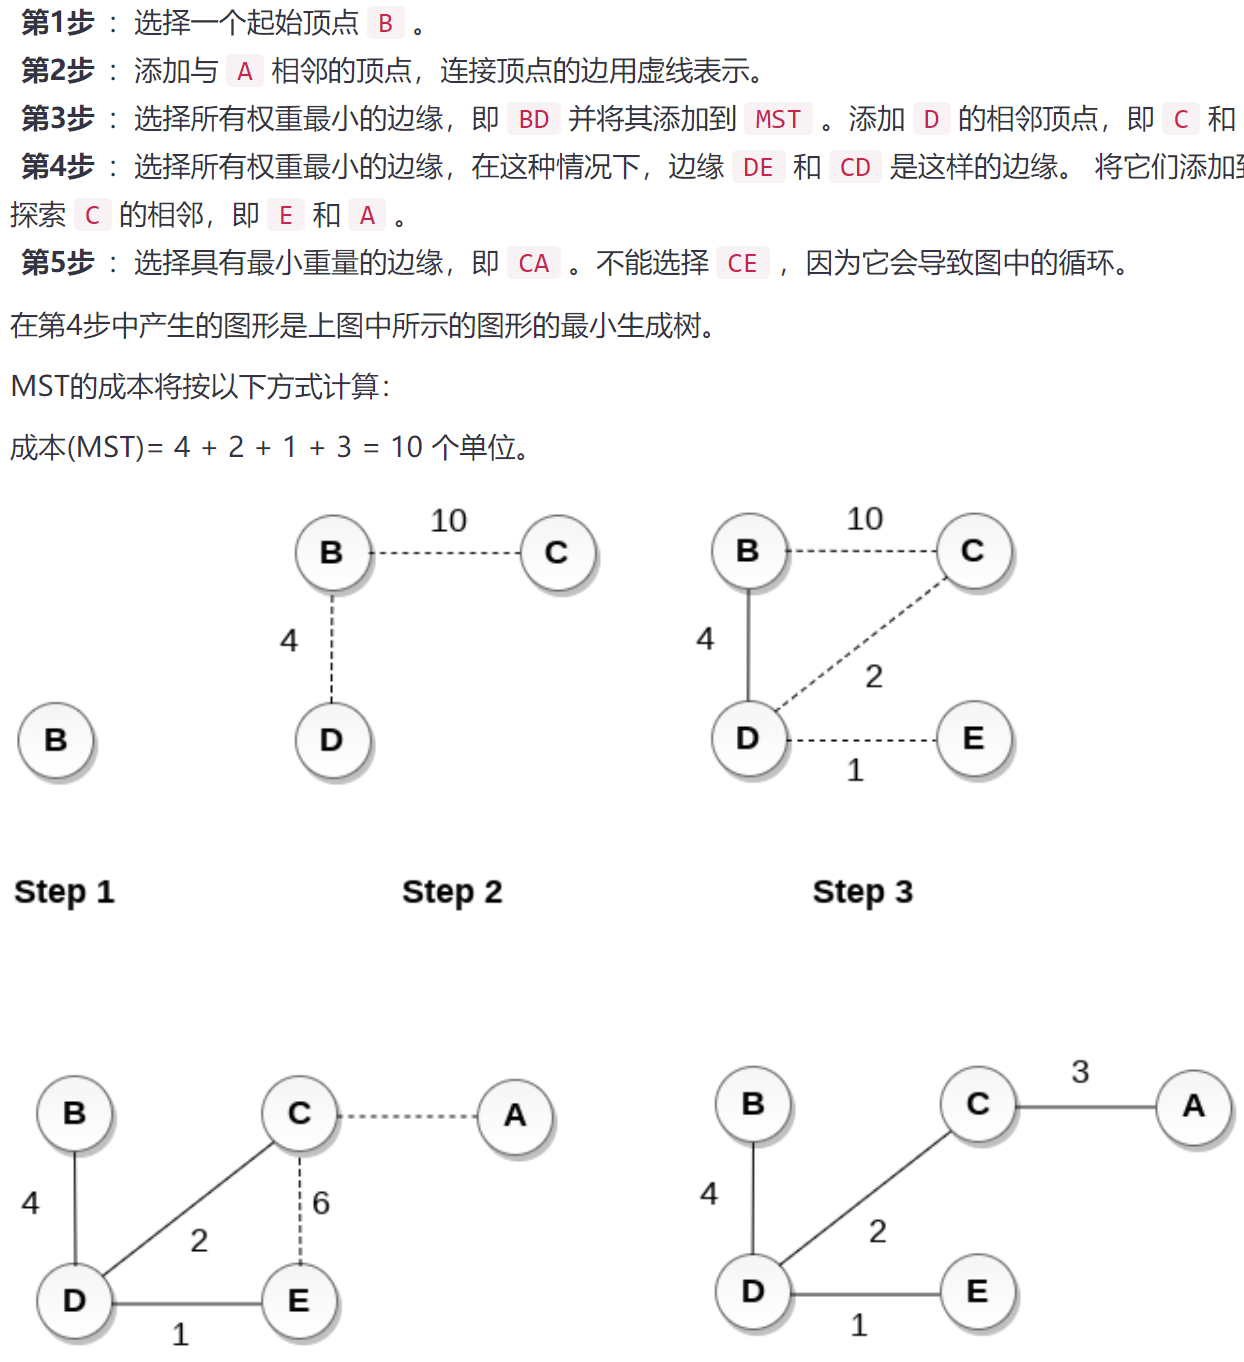 第1步 ：选择一个起始顶点 B 。
第2步 ：添加与 A 相邻的顶点，连接顶点的边用虚线表示。
第3步 ：选择所有权重最小的边缘，即 BD 并将其添加到 MST 。添加 D 的相邻顶点，即 C 和
第4步 ：选择所有权重最小的边缘，在这种情况下，边缘 DE 和 CD 是这样的边缘。 将它们添加到
探索 C 的相邻，即 E 和 A 。
第5步 ：选择具有最小重量的边缘，即 CA 。不能选择 CE ，因为它会导致图中的循环。
在第4步中产生的图形是上图中所示的图形的最小生成树。
MST的成本将按以下方式计算：
成本(MST)= 4 + 2 + 1 + 3 = 10 个单位。
B
Step 1
10
B C
4
D
Step 2
10
B C
4
2
D E
1
Step 3
B C A
4
6
2
D E
1
3
B C A
4
2
D E
1